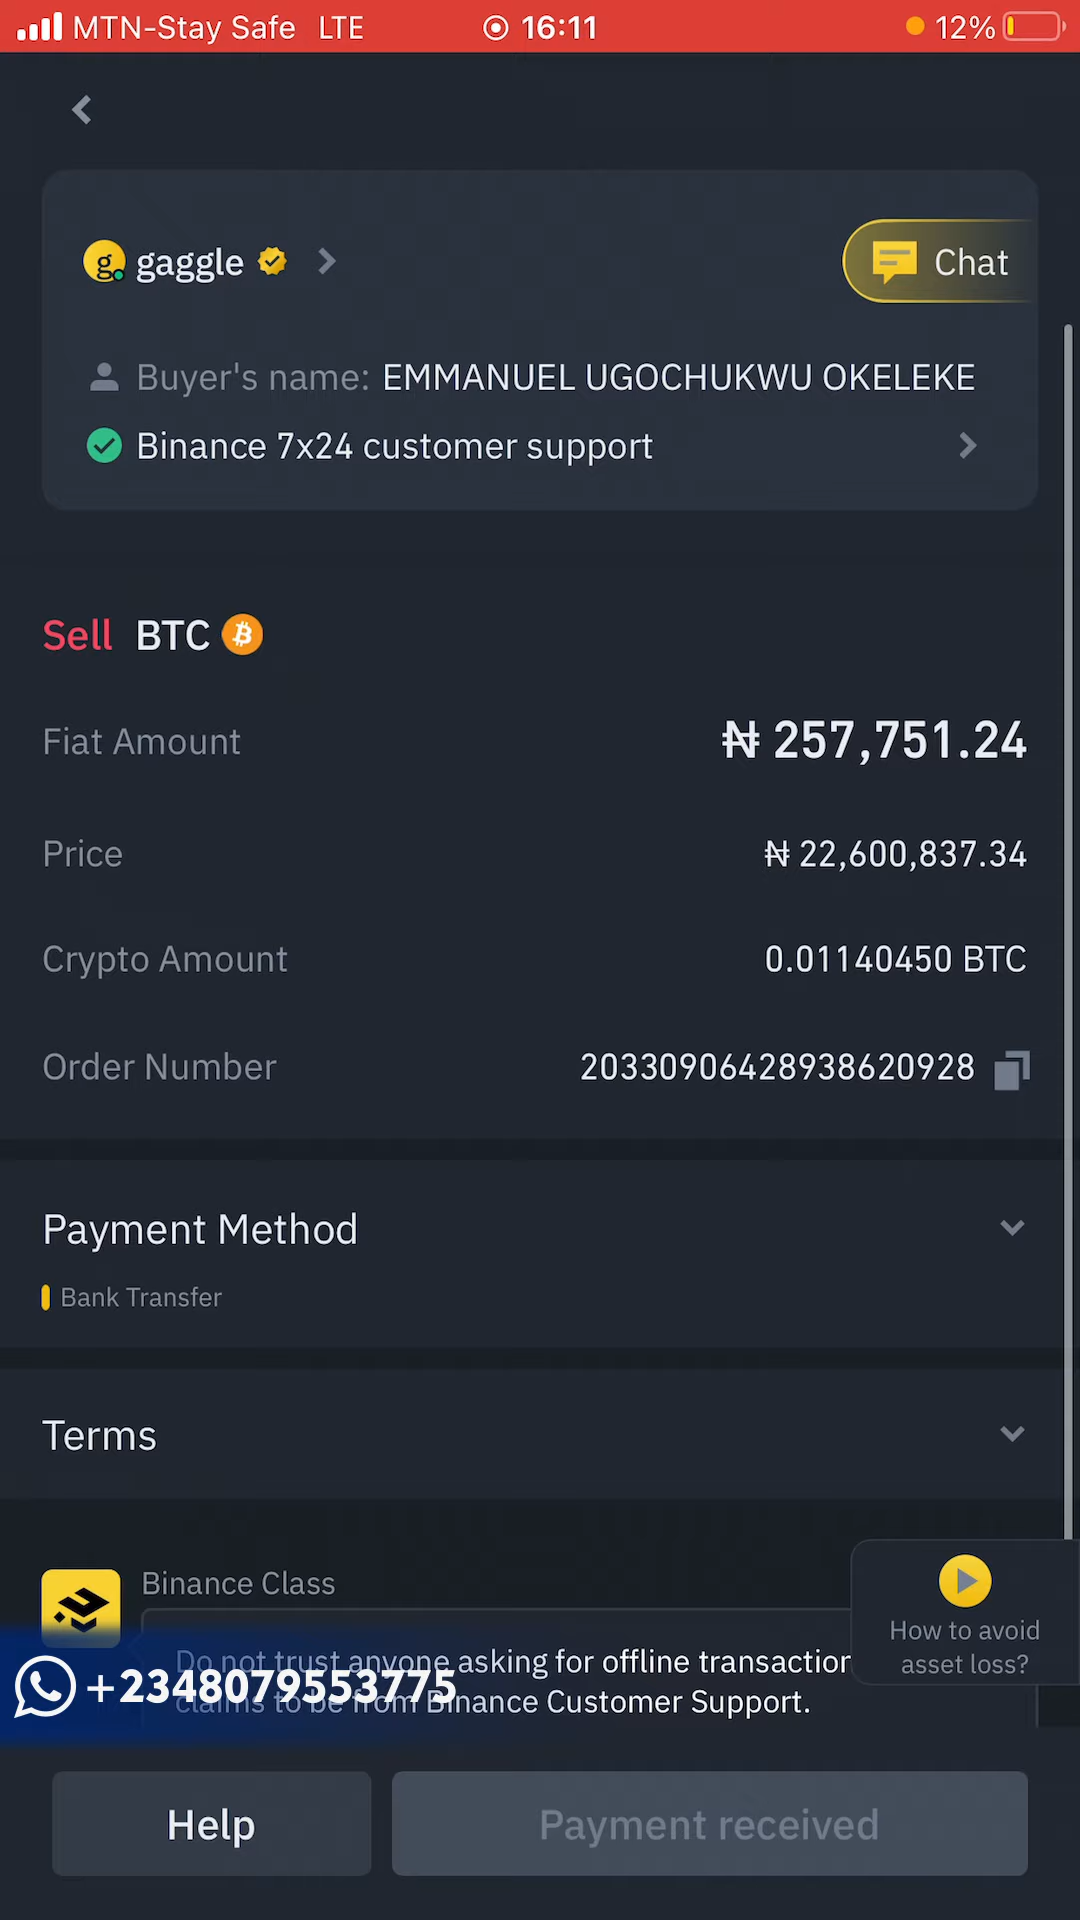 MTN-Stay Safe LTE 16:11 12%
g gaggle Chat
Buyer's name: EMMANUEL UGOCHUKWU OKELEKE
Binance 7x24 customer support
Sell BTC
Fiat Amount ₦ 257,751.24
Price ₦ 22,600,837.34
Crypto Amount 0.01140450 BTC
Order Number 20330906428938620928
Payment Method
Bank Transfer
Terms
Binance Class
Do not trust anyone asking for offline transaction
claims to be from Binance Customer Support.
How to avoid
asset loss?
+2348079553775
Help Payment received